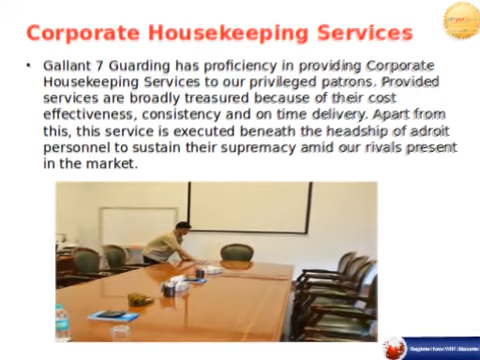 Corporate Housekeeping Services
• Gallant 7 Guarding has proficiency in providing Corporate
Housekeeping Services to our privileged patrons. Provided
services are broadly treasured because of their cost
effectiveness, consistency and on time delivery. Apart from
this, this service is executed beneath the headship of adroit
personnel to sustain their supremacy amid our rivals present
in the market.